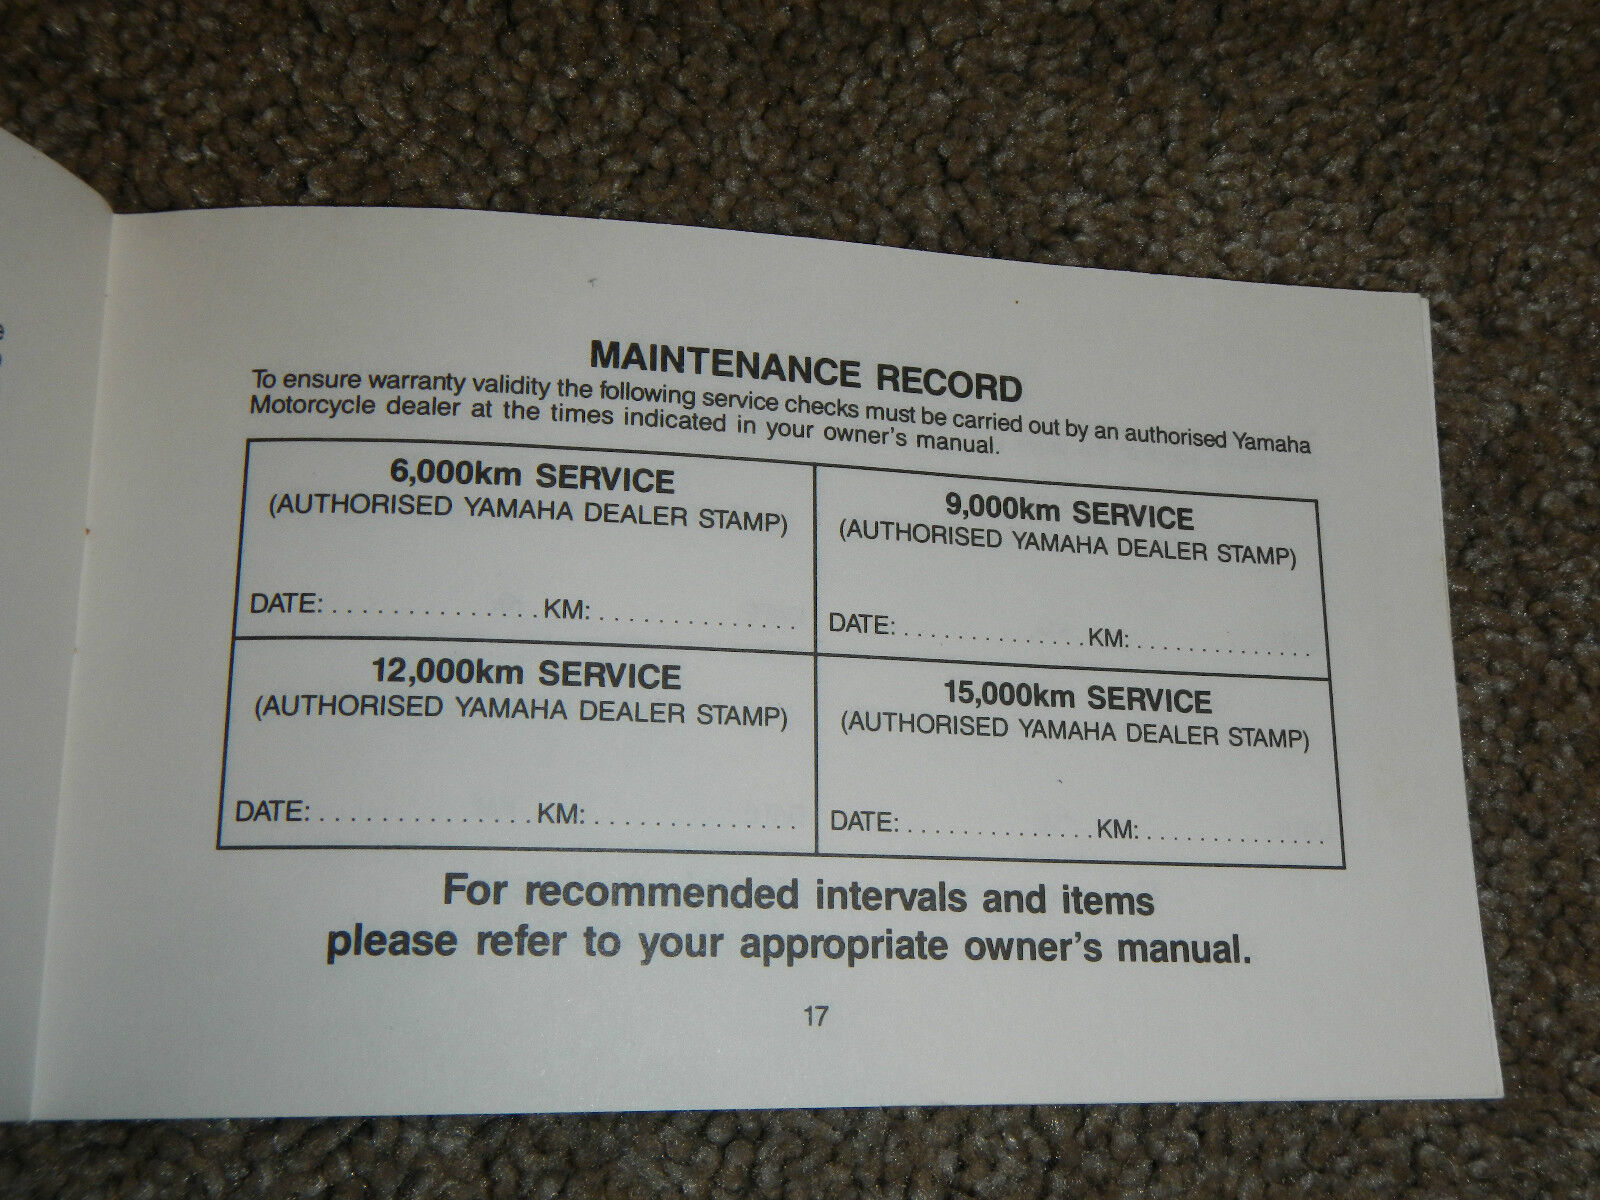 MAINTENANCE RECORD
To ensure warranty validity the following service checks must be carried out by an authorised Yamaha
Motorcycle dealer at the times indicated in your owner's manual.
6,000km SERVICE
(AUTHORISED YAMAHA DEALER STAMP)
DATE: . . . . . . . . . . . . . . KM: . . . . . . . . . . . . . .
9,000km SERVICE
(AUTHORISED YAMAHA DEALER STAMP)
DATE: . . . . . . . . . . . . . . KM: . . . . . . . . . . . . . .
12,000km SERVICE
(AUTHORISED YAMAHA DEALER STAMP)
DATE: . . . . . . . . . . . . . . KM: . . . . . . . . . . . . . .
15,000km SERVICE
(AUTHORISED YAMAHA DEALER STAMP)
DATE: . . . . . . . . . . . . . . KM: . . . . . . . . . . . . . .
For recommended intervals and items
please refer to your appropriate owner's manual.
17